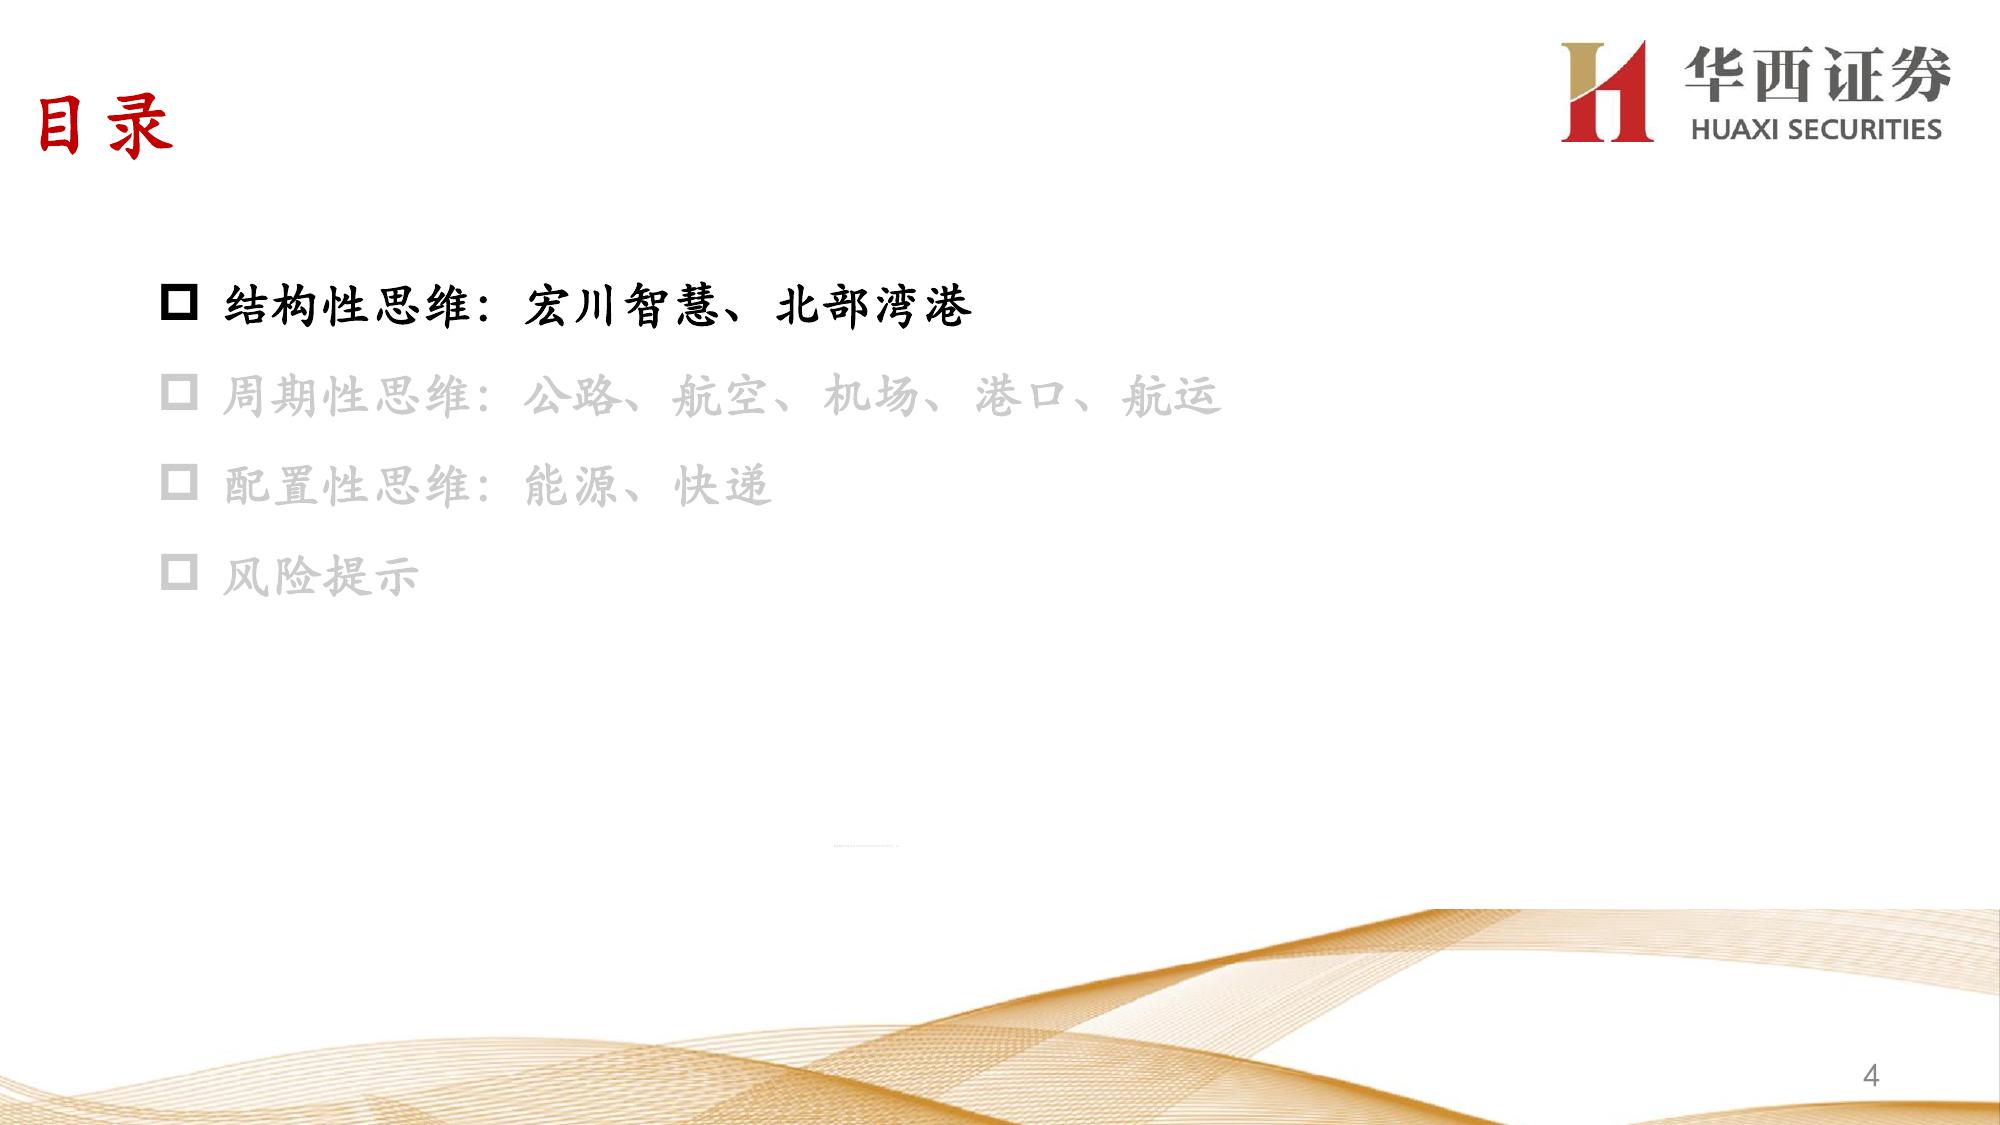 华西证券
HUAXI SECURITIES
目录
结构性思维：宏川智慧、北部湾港
周期性思维：公路、航空、机场、港口、航运
配置性思维：能源、快递
风险提示
4